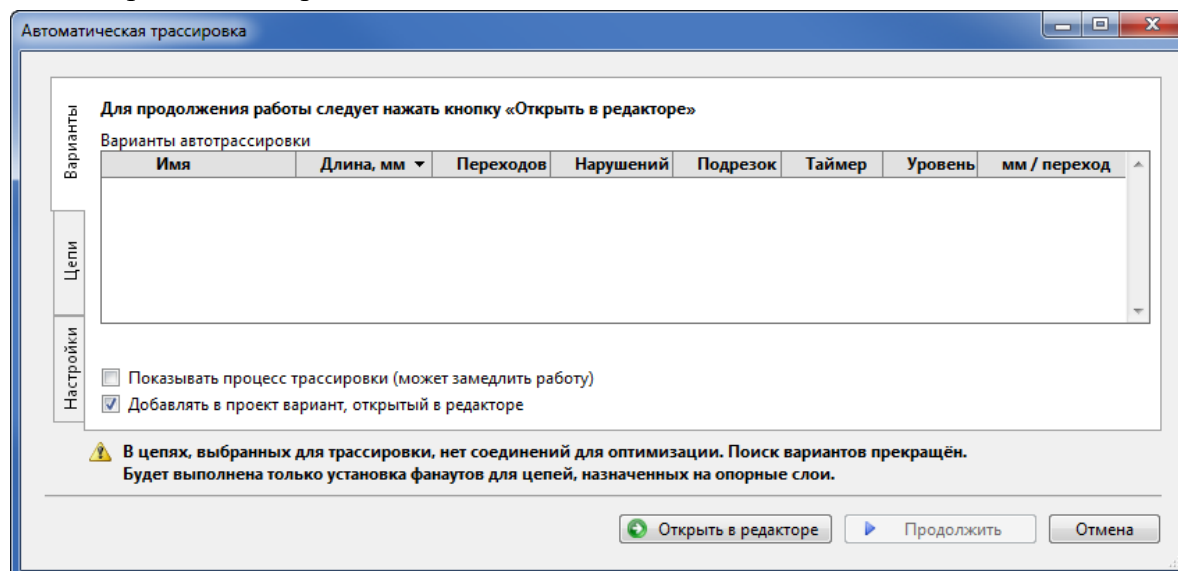 Автоматическая трассировка
Варианты
Цепи
Настройки
Для продолжения работы следует нажать кнопку «Открыть в редакторе»
Варианты автотрассировки
Имя Длина, мм Переходов Нарушений Подрезок Таймер Уровень мм / переход
Показывать процесс трассировки (может замедлить работу)
Добавлять в проект вариант, открытый в редакторе
В цепях, выбранных для трассировки, нет соединений для оптимизации. Поиск вариантов прекращён.
Будет выполнена только установка фанаутов для цепей, назначенных на опорные слои.
Открыть в редакторе Продолжить Отмена